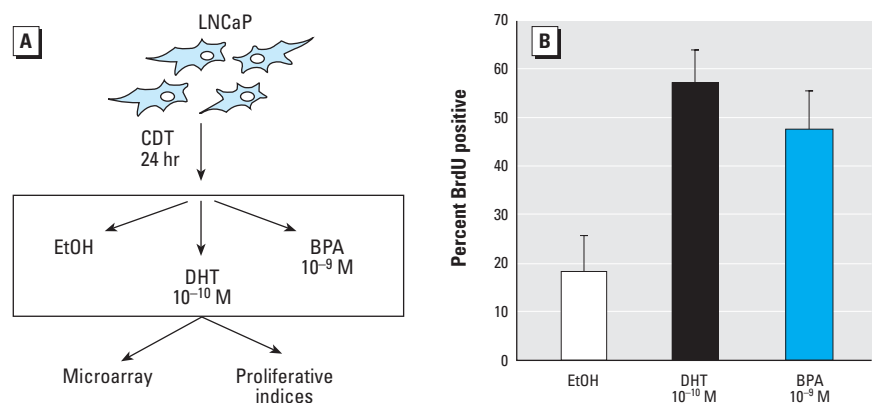 A
LNCaP
CDT
24 hr
EtOH
DHT
10⁻¹⁰ M
BPA
10⁻⁹ M
Microarray
Proliferative
indices
B
Percent BrdU positive
70
60
50
40
30
20
10
0
EtOH
DHT
10⁻¹⁰ M
BPA
10⁻⁹ M